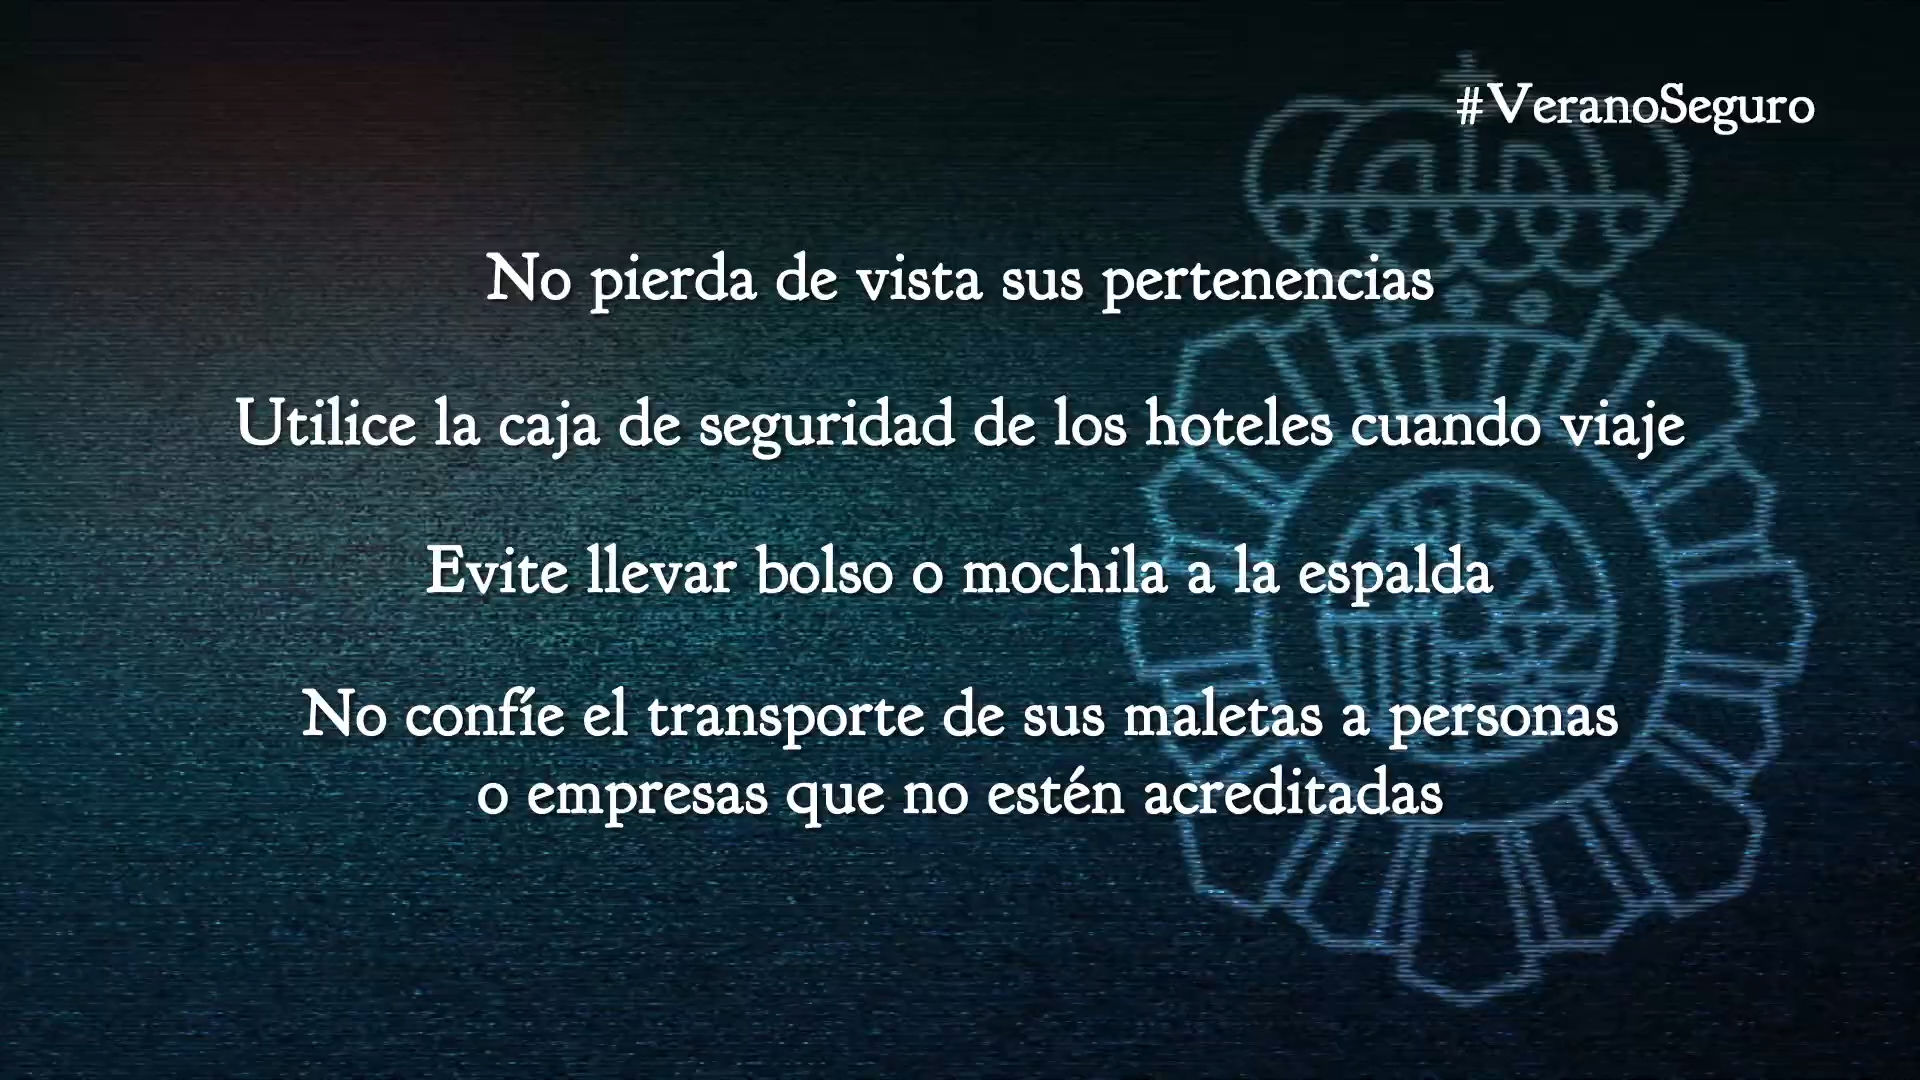 #VeranoSeguro
No pierda de vista sus pertenencias
Utilice la caja de seguridad de los hoteles cuando viaje
Evite llevar bolso o mochila a la espalda
No confíe el transporte de sus maletas a personas
o empresas que no estén acreditadas